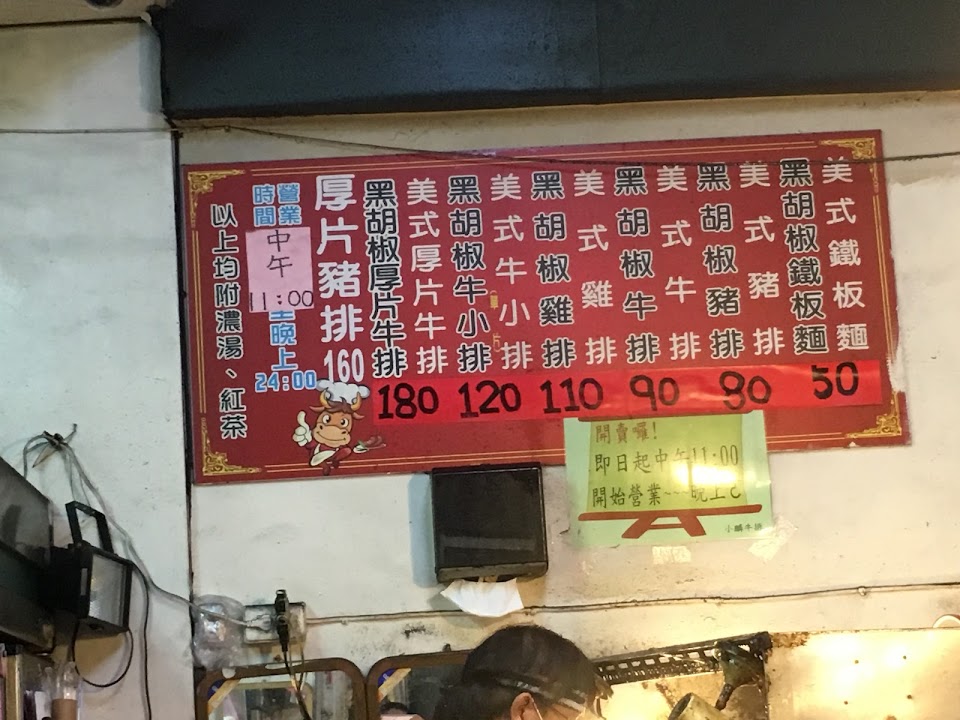 美式鐵板麵
黑胡椒鐵板麵
50
美式豬排
黑胡椒豬排
80
美式牛排
黑胡椒牛排
90
美式雞排
黑胡椒雞排
110
美式牛小排
黑胡椒牛小排
120
美式厚片牛排
黑胡椒厚片牛排
180
厚片豬排160
營業
時間
中午
11:00
至晚上
24:00
以上均附濃湯、紅茶
開賣囉!
即日起中午11:00
開始營業~~~晚上